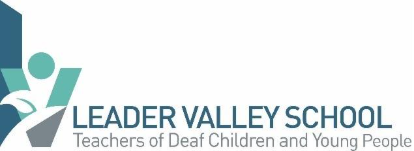 LEADER VALLEY SCHOOL
Teachers of Deaf Children and Young People